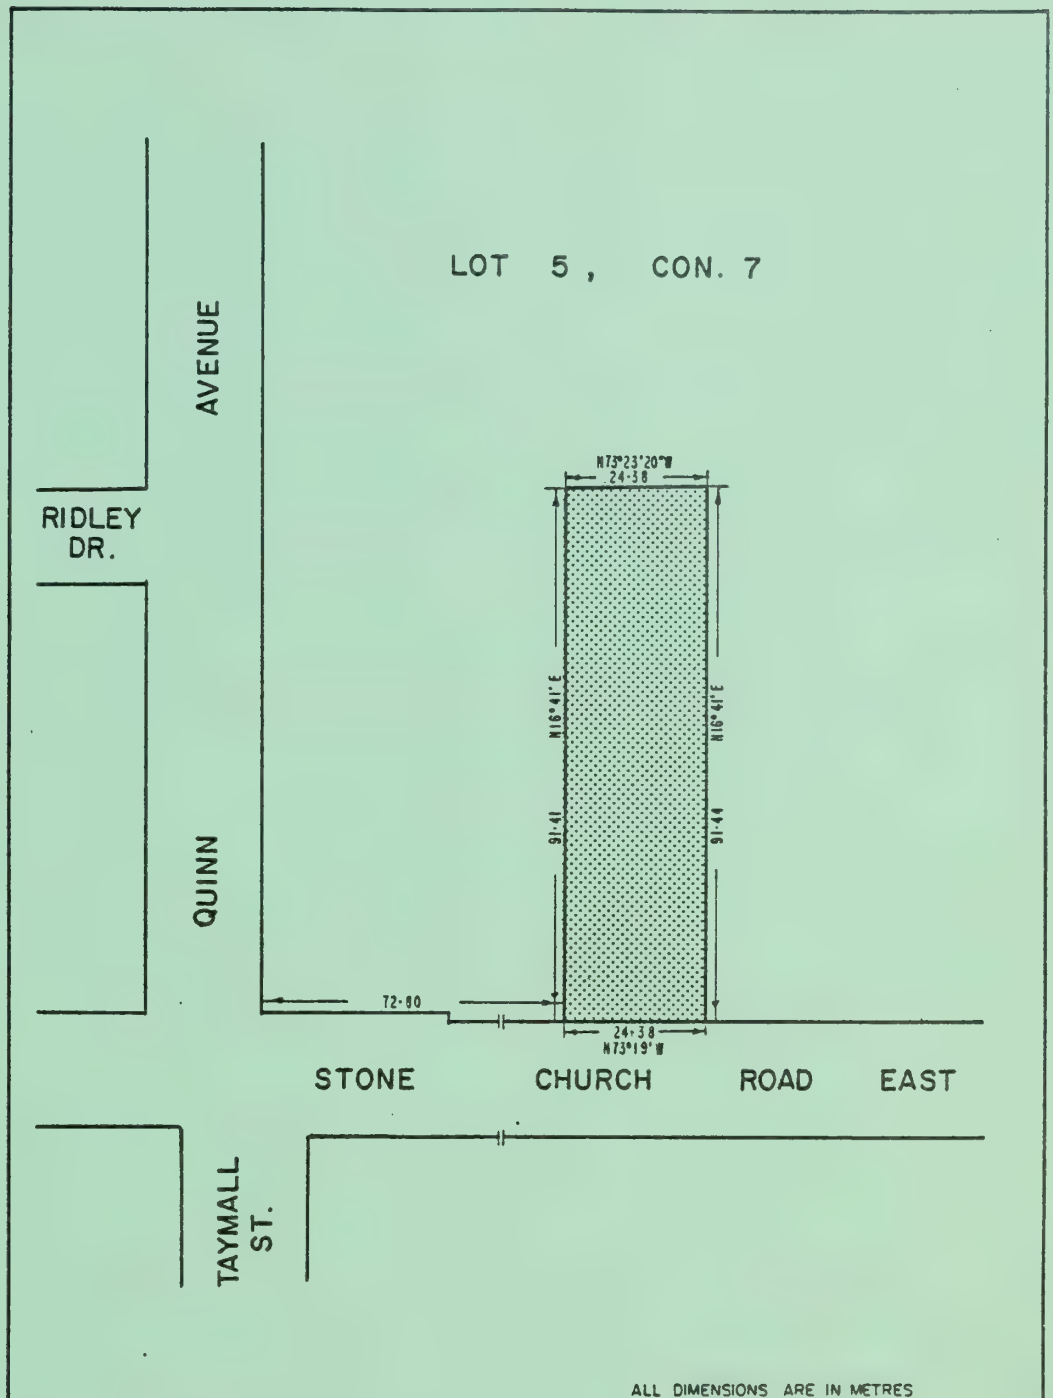 LOT 5, CON. 7
AVENUE
N73°23'20"W
24·38
RIDLEY
DR.
N16°41'E
N16°41'E
91·41
91·44
QUINN
72·80
24·38
N73°19'W
STONE CHURCH ROAD EAST
TAYMALL
ST.
ALL DIMENSIONS ARE IN METRES